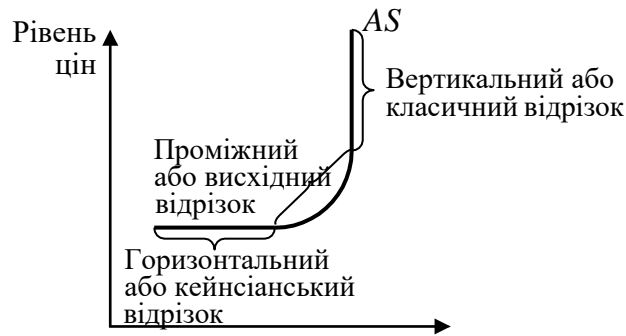 Рівень
цін
AS
Вертикальний або
класичний відрізок
Проміжний
або висхідний
відрізок
Горизонтальний
або кейнсіанський
відрізок